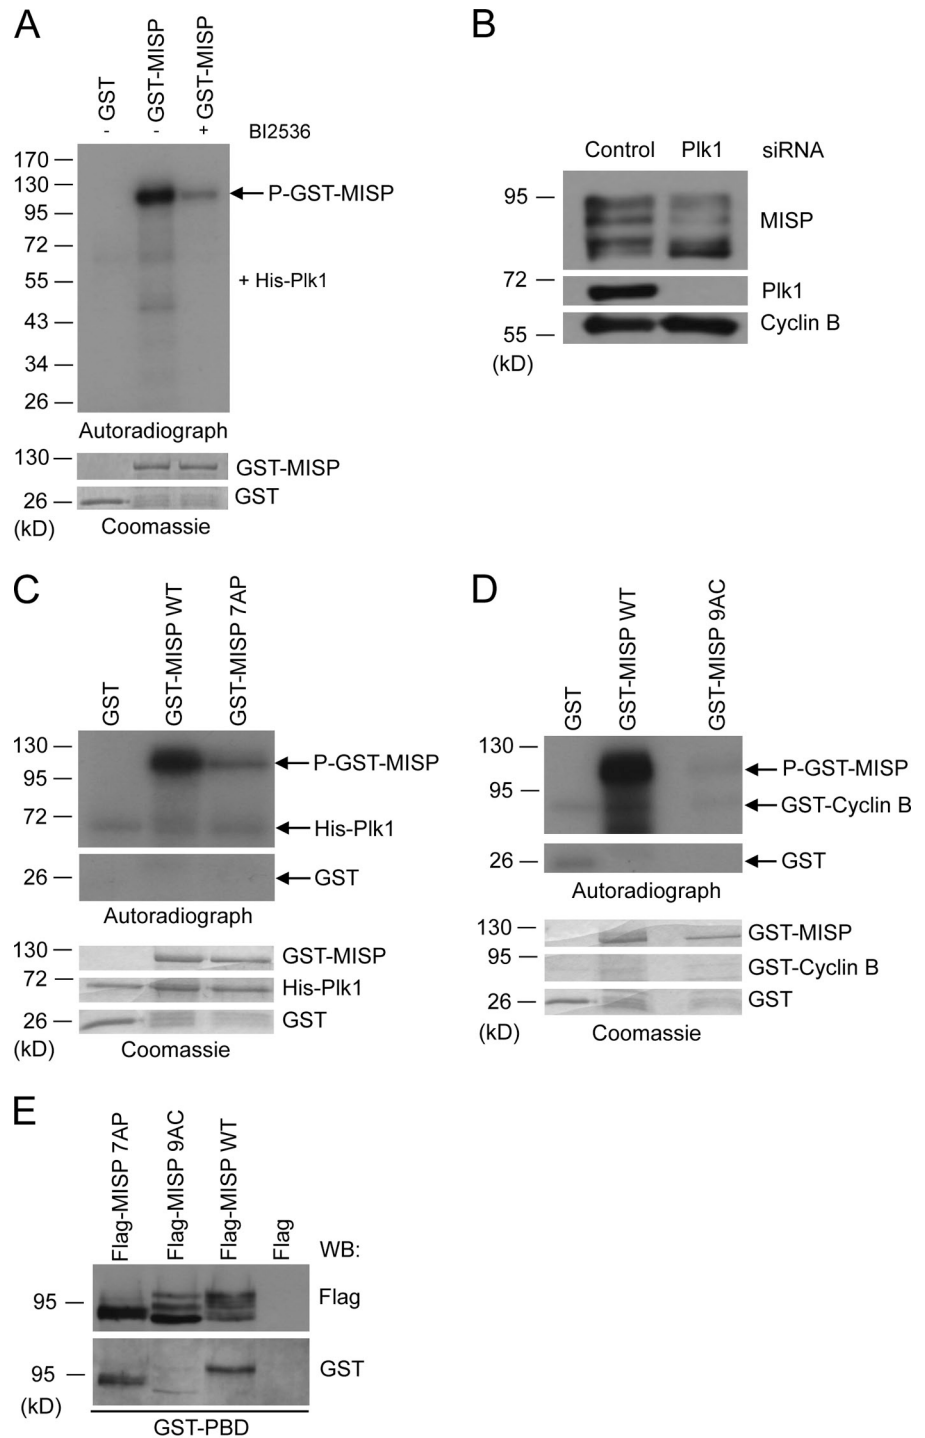 A
GST
GST-MISP
GST-MISP
- - + BI2536
170
130
95
72
55
43
34
26
P-GST-MISP
+ His-Plk1
Autoradiograph
130
GST-MISP
26
GST
(kD)
Coomassie
B
Control Plk1 siRNA
95
MISP
72
Plk1
Cyclin B
55
(kD)
C
GST
GST-MISP WT
GST-MISP 7AP
130
P-GST-MISP
95
72
His-Plk1
26
GST
Autoradiograph
130
GST-MISP
72
His-Plk1
26
GST
(kD)
Coomassie
D
GST
GST-MISP WT
GST-MISP 9AC
130
P-GST-MISP
95
GST-Cyclin B
26
GST
Autoradiograph
130
GST-MISP
95
GST-Cyclin B
26
GST
(kD)
Coomassie
E
Flag-MISP 7AP
Flag-MISP 9AC
Flag-MISP WT
Flag
WB:
95
Flag
95
GST
(kD)
GST-PBD